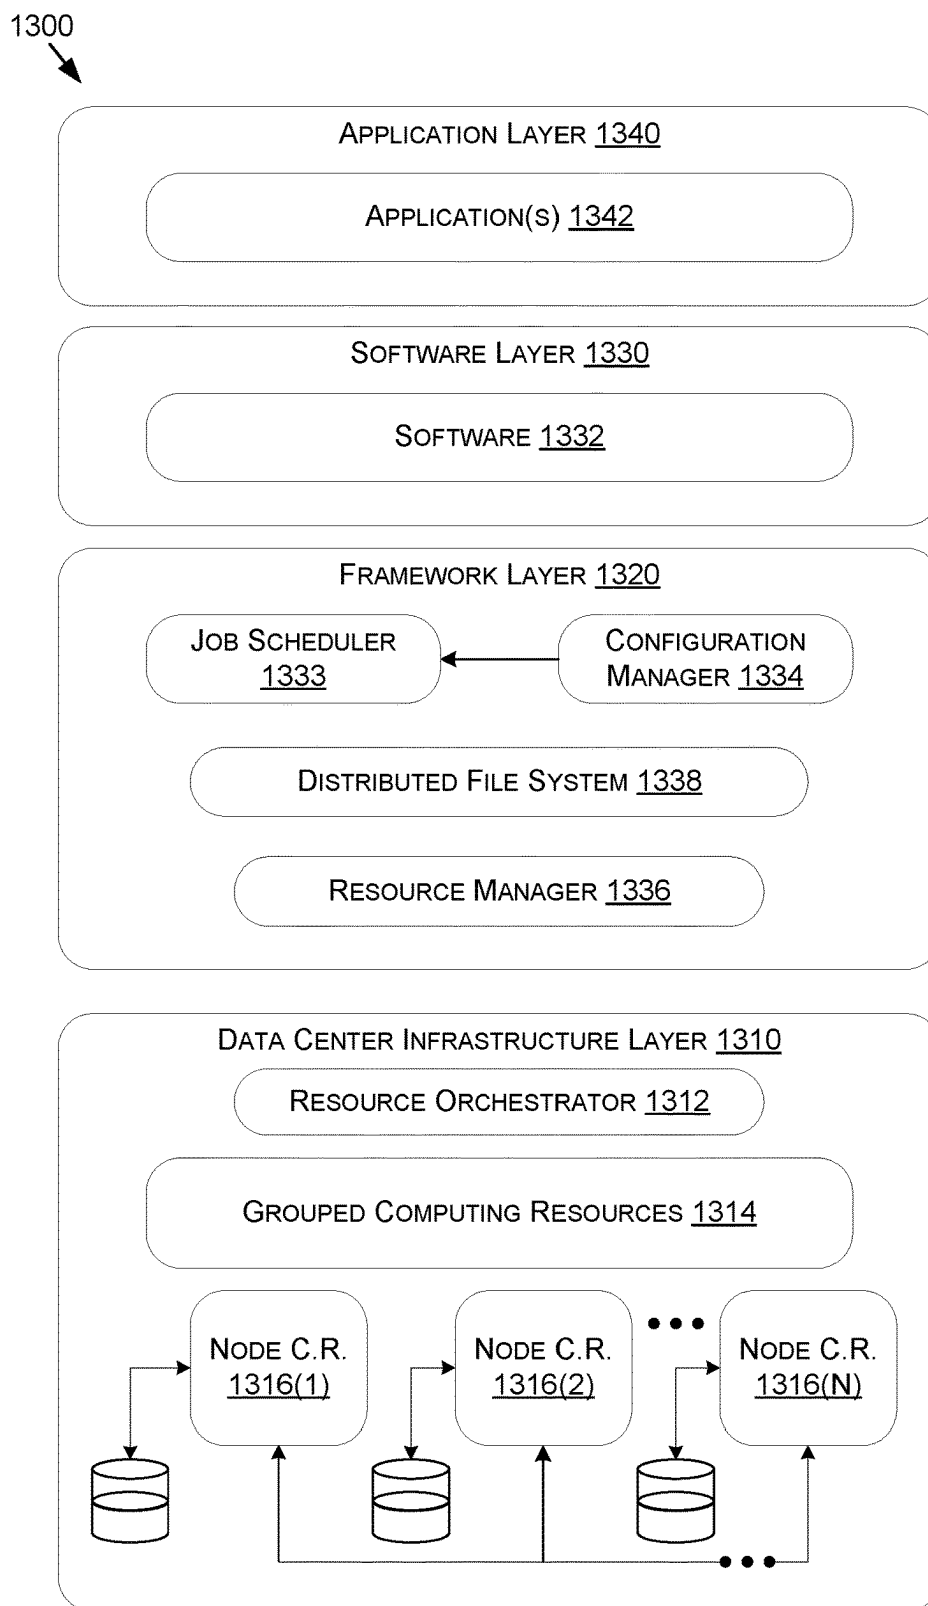 1300
APPLICATION LAYER 1340
APPLICATION(S) 1342
SOFTWARE LAYER 1330
SOFTWARE 1332
FRAMEWORK LAYER 1320
JOB SCHEDULER
1333
CONFIGURATION
MANAGER 1334
DISTRIBUTED FILE SYSTEM 1338
RESOURCE MANAGER 1336
DATA CENTER INFRASTRUCTURE LAYER 1310
RESOURCE ORCHESTRATOR 1312
GROUPED COMPUTING RESOURCES 1314
NODE C.R.
1316(1)
NODE C.R.
1316(2)
NODE C.R.
1316(N)